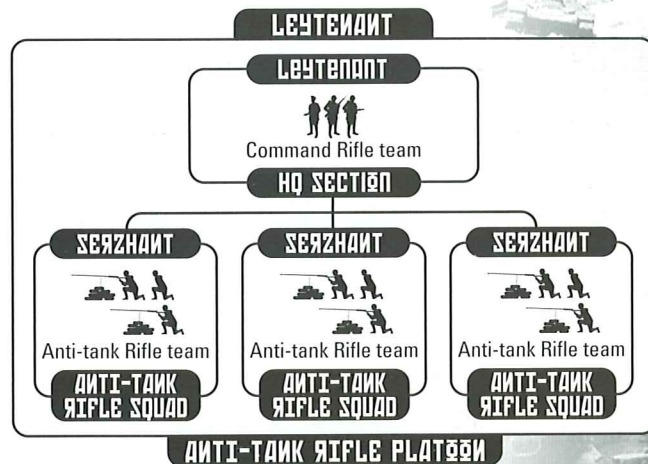 LEYTENANT
LEYTENANT
Command Rifle team
HQ SECTION
SERZHANT SERZHANT SERZHANT
Anti-tank Rifle team Anti-tank Rifle team Anti-tank Rifle team
ANTI-TANK ANTI-TANK ANTI-TANK
RIFLE SQUAD RIFLE SQUAD RIFLE SQUAD
ANTI-TANK RIFLE PLATOON